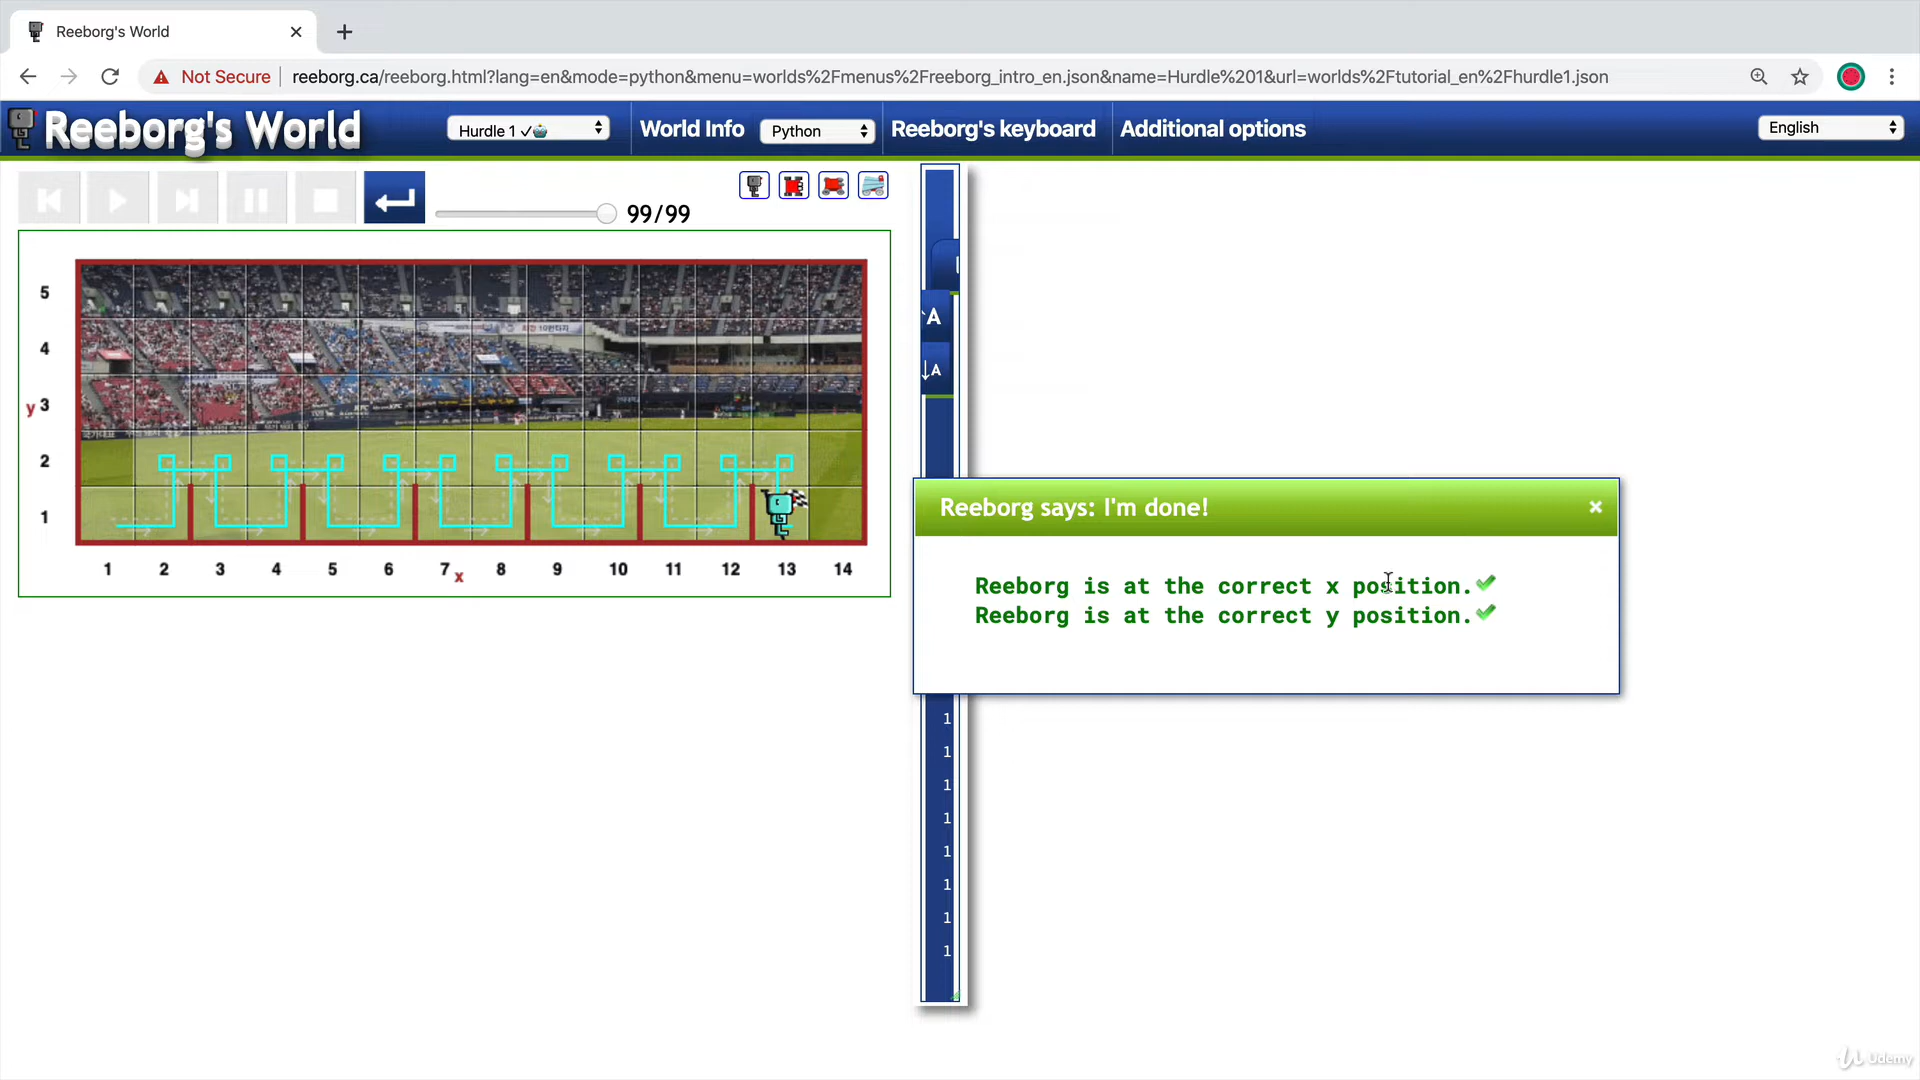 Reeborg's World
Not Secure
reeborg.ca/reeborg.html?lang=en&mode=python&menu=worlds%2Fmenus%2Freeborg_intro_en.json&name=Hurdle%201&url=worlds%2Ftutorial_en%2Fhurdle1.json
Reeborg's World
Hurdle 1
World Info
Python
Reeborg's keyboard
Additional options
English
99/99
A
A
5
4
y 3
2
1
1 2 3 4 5 6 7 x 8 9 10 11 12 13 14
Reeborg says: I'm done!
Reeborg is at the correct x position.
Reeborg is at the correct y position.
1
1
1
1
1
1
1
1
Udemy